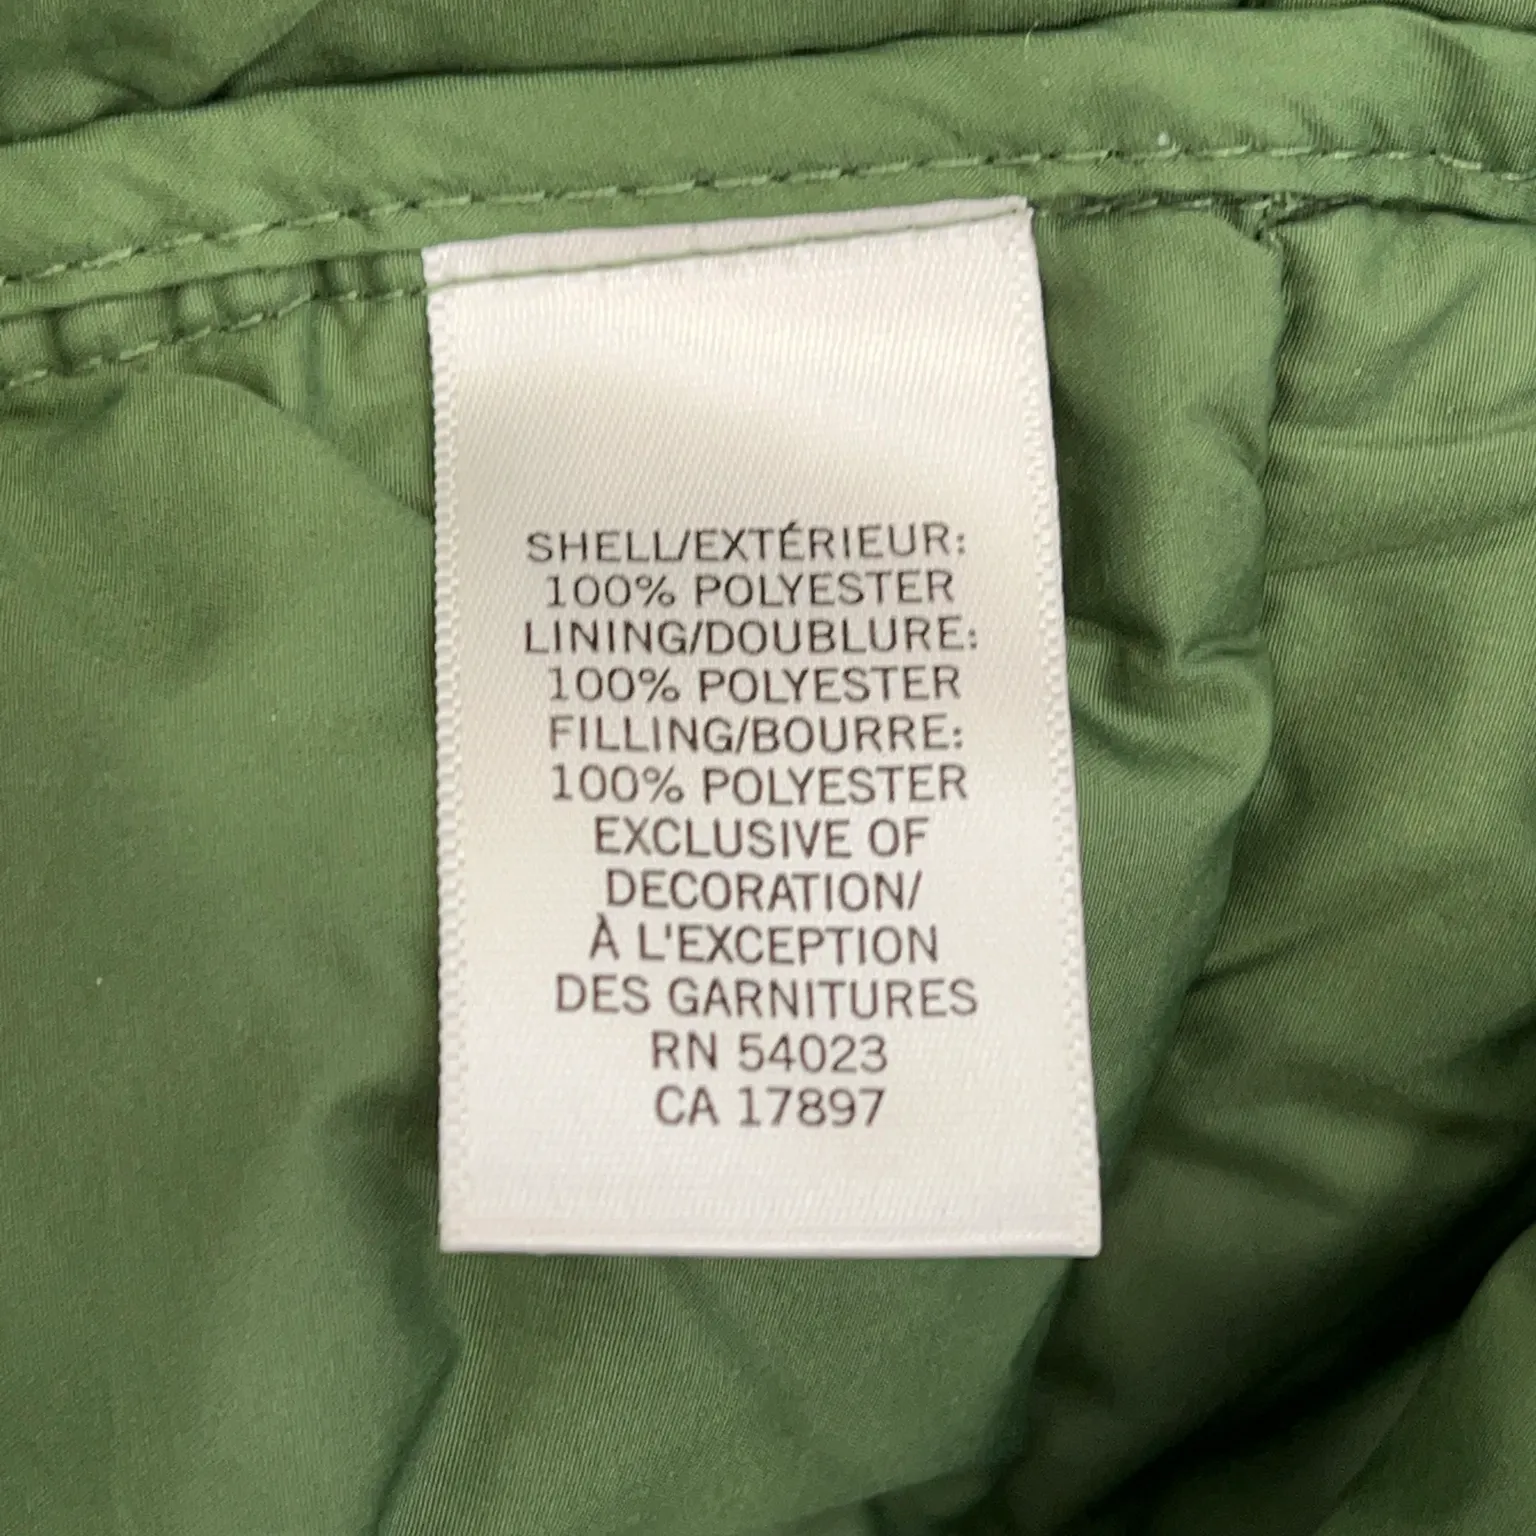 SHELL/EXTÉRIEUR:
100% POLYESTER
LINING/DOUBLURE:
100% POLYESTER
FILLING/BOURRE:
100% POLYESTER
EXCLUSIVE OF
DECORATION/
À L'EXCEPTION
DES GARNITURES
RN 54023
CA 17897